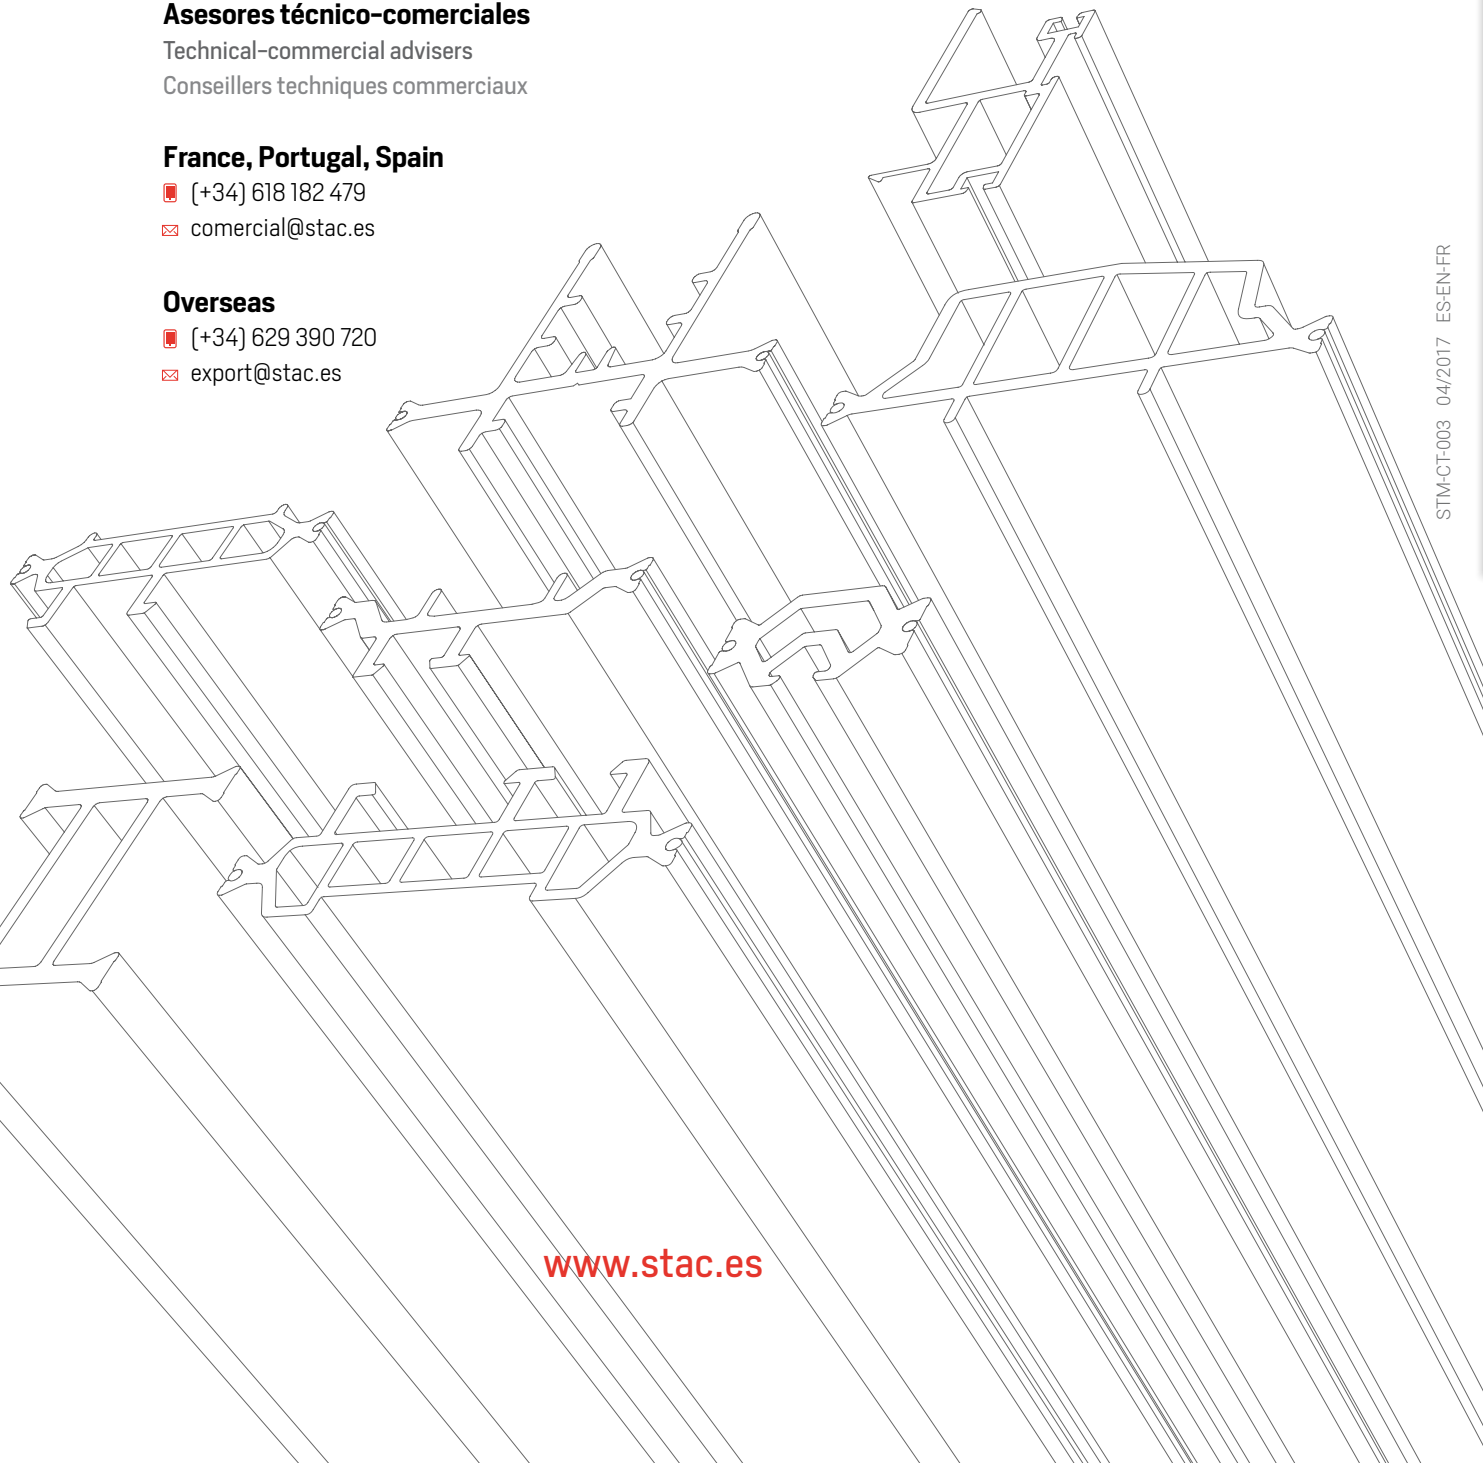 Asesores técnico-comerciales
Technical-commercial advisers
Conseillers techniques commerciaux
France, Portugal, Spain
(+34) 618 182 479
comercial@stac.es
Overseas
(+34) 629 390 720
export@stac.es
STM-CT-003 04/2017 ES-EN-FR
www.stac.es